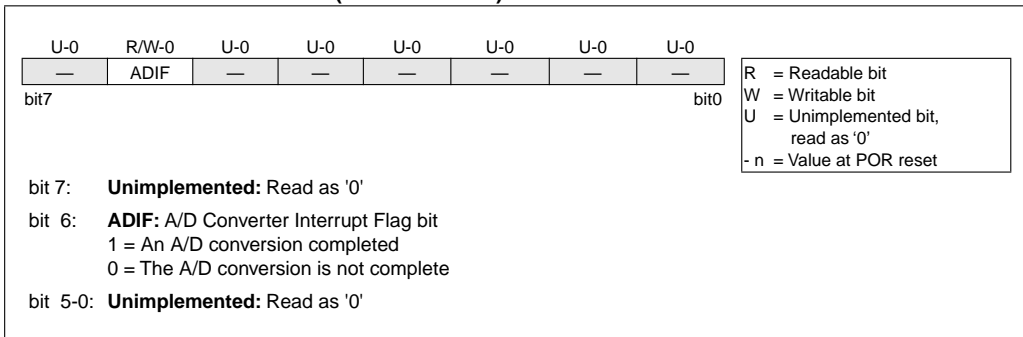 U-0 R/W-0 U-0 U-0 U-0 U-0 U-0 U-0
— ADIF — — — — — —
bit7 bit0
R = Readable bit
W = Writable bit
U = Unimplemented bit,
read as ‘0’
- n = Value at POR reset
bit 7: Unimplemented: Read as '0'
bit 6: ADIF: A/D Converter Interrupt Flag bit
1 = An A/D conversion completed
0 = The A/D conversion is not complete
bit 5-0: Unimplemented: Read as '0'